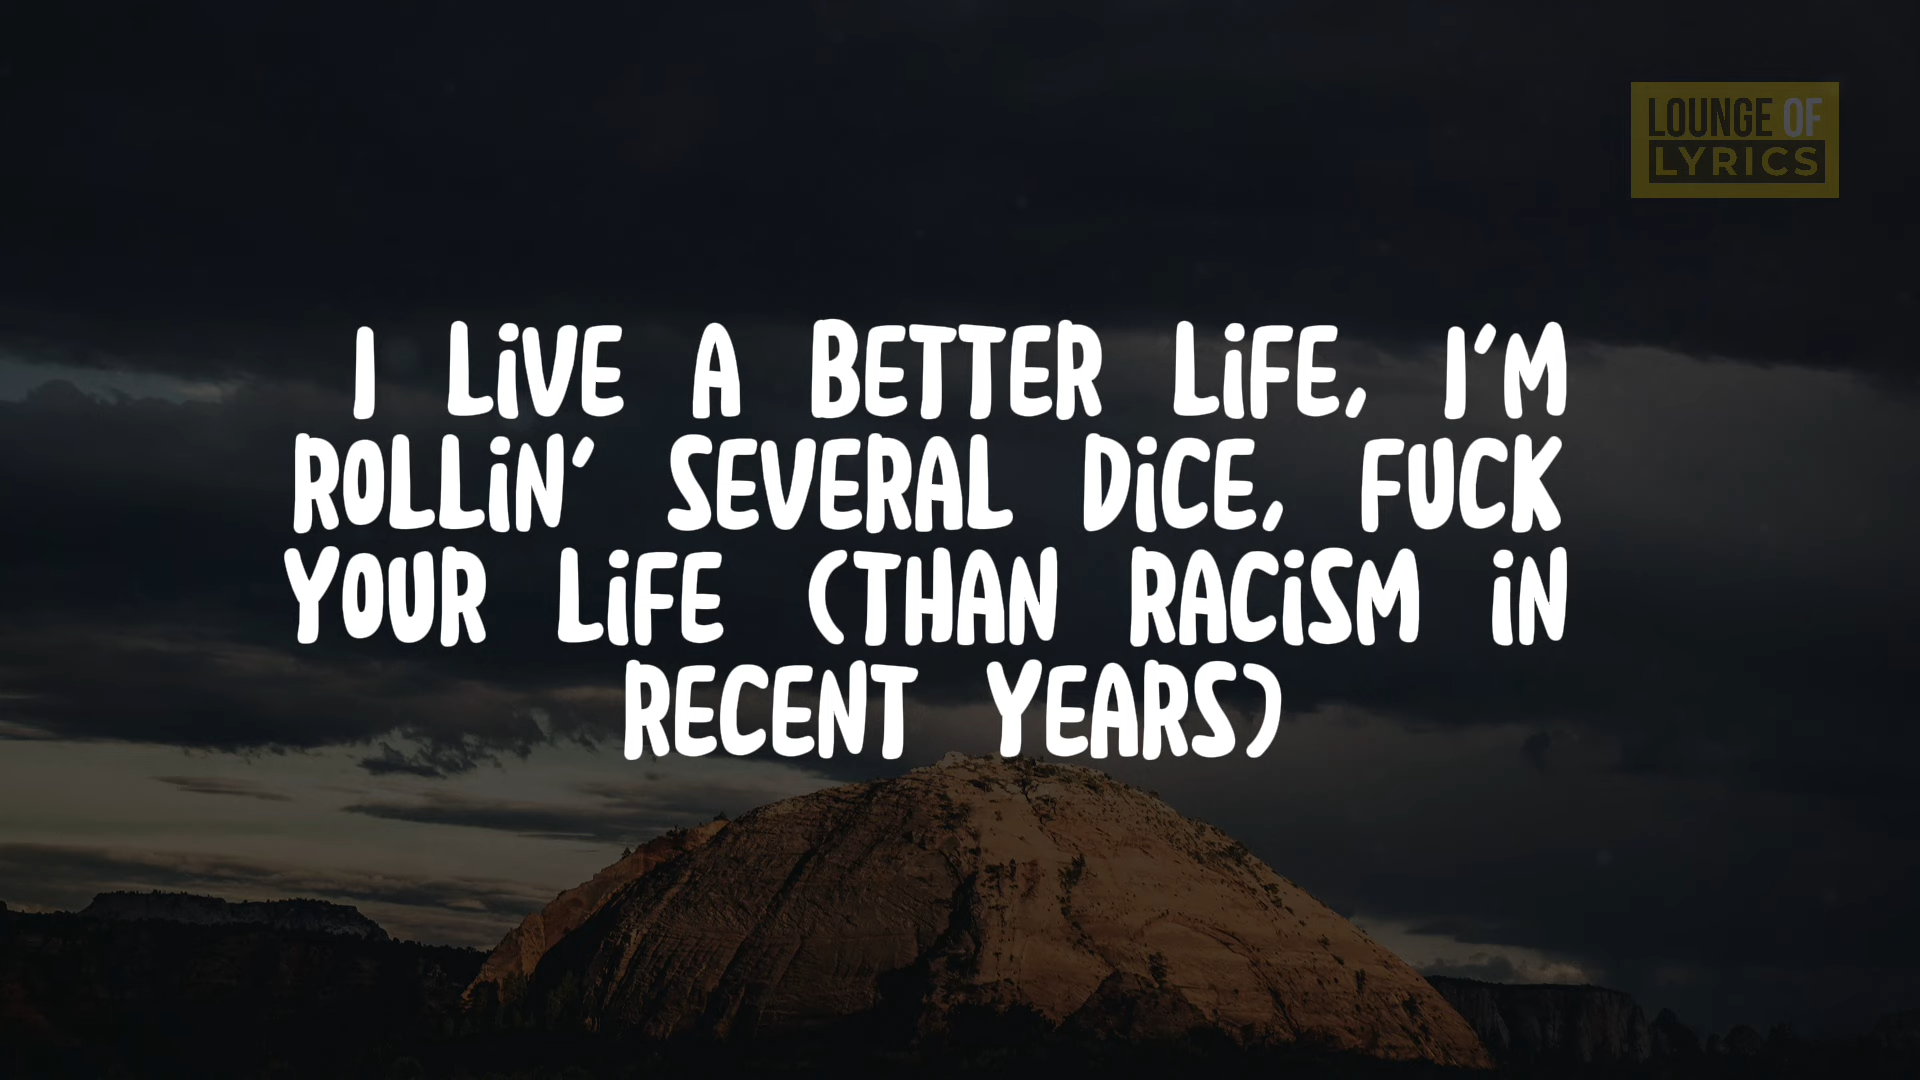 LOUNGE OF
LYRICS
I LiVE A BETTER LiFE, I'M
ROLLiN' SEVERAL DiCE, FUCK
YOUR LiFE (THAN RACiSM iN
RECENT YEARS)